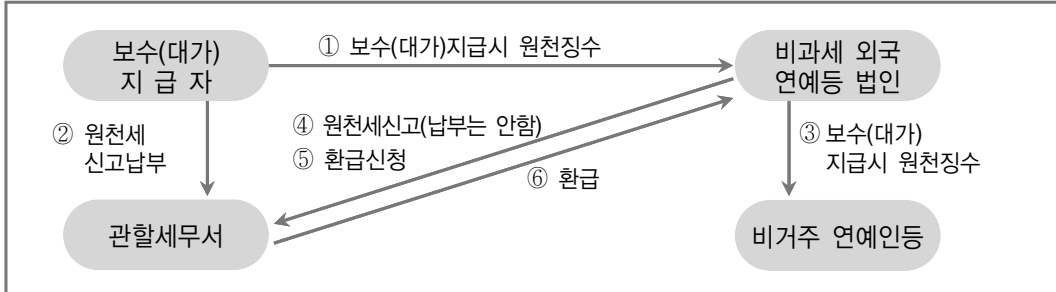 보수(대가)
지 급 자
① 보수(대가)지급시 원천징수
비과세 외국
연예등 법인
② 원천세
신고납부
④ 원천세신고(납부는 안함)
⑤ 환급신청
⑥ 환급
③ 보수(대가)
지급시 원천징수
관할세무서
비거주 연예인등